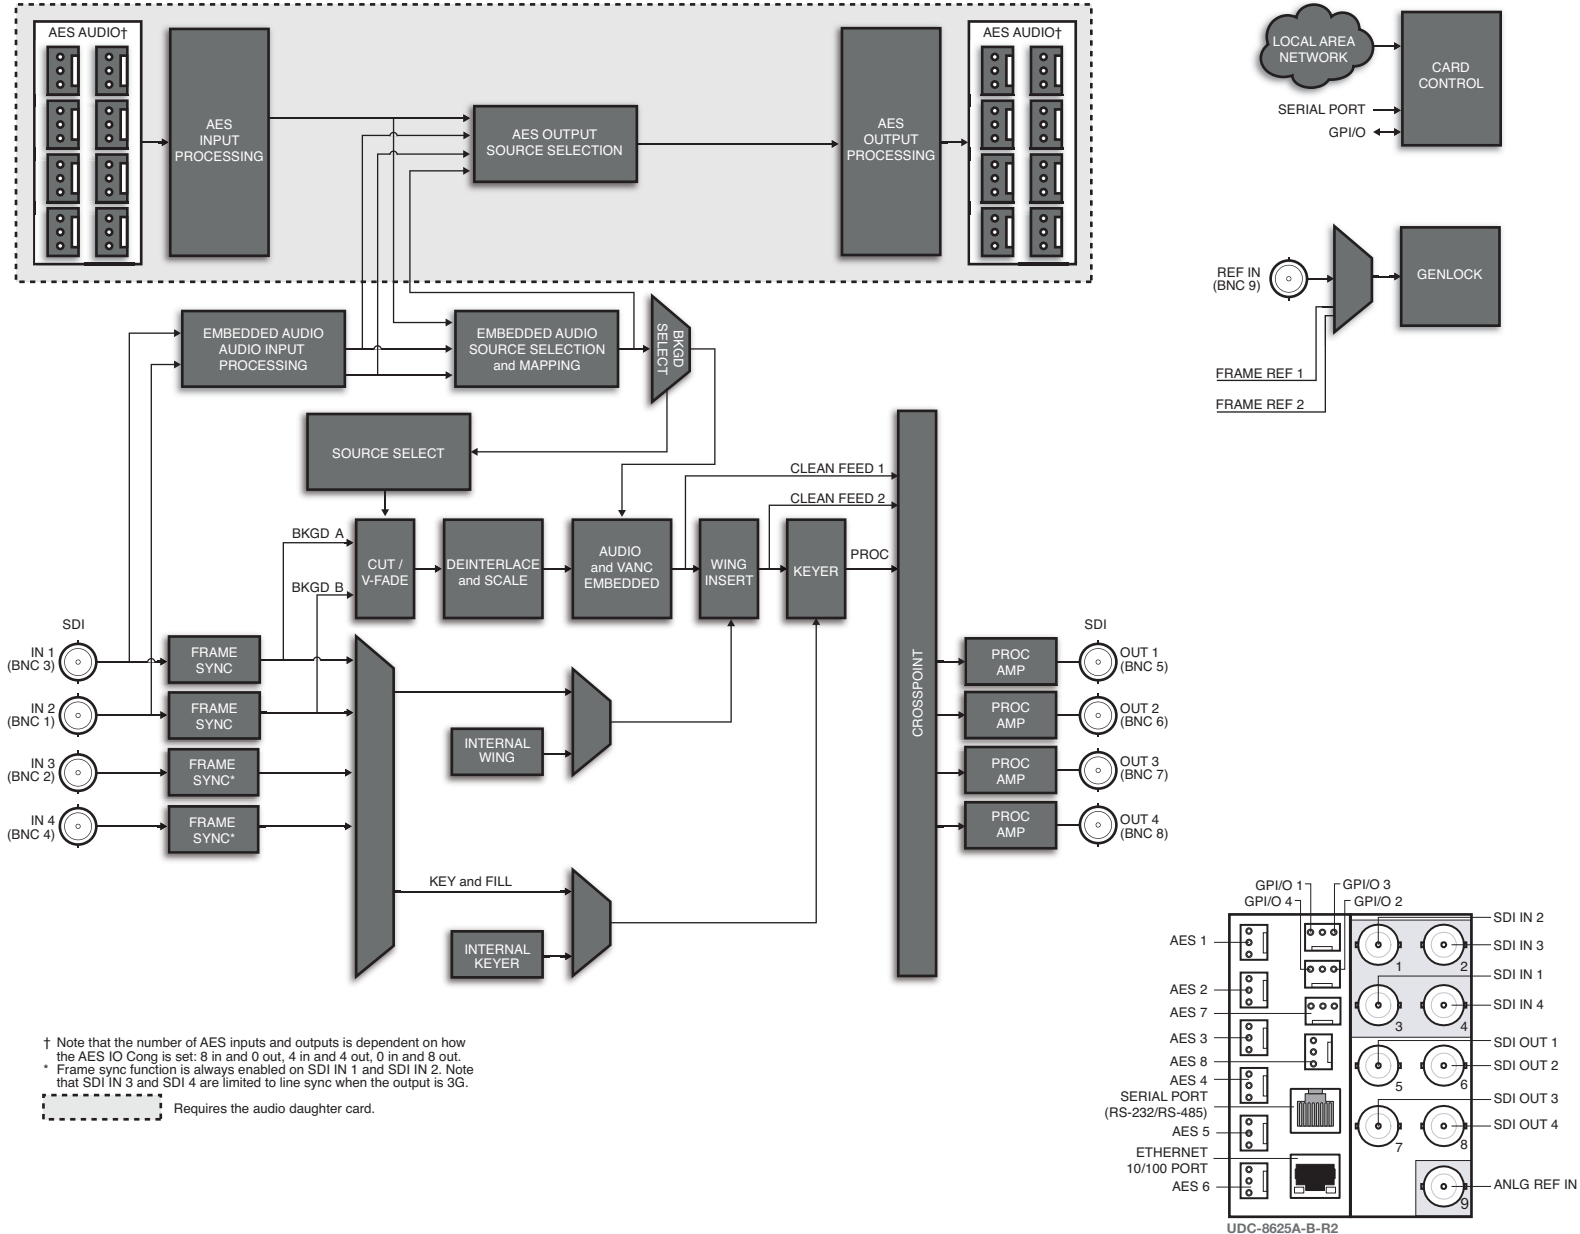 AES AUDIO†
AES
INPUT
PROCESSING
AES OUTPUT
SOURCE SELECTION
AES
OUTPUT
PROCESSING
AES AUDIO†
LOCAL AREA
NETWORK
CARD
CONTROL
SERIAL PORT
GPI/O
REF IN
(BNC 9)
GENLOCK
FRAME REF 1
FRAME REF 2
EMBEDDED AUDIO
AUDIO INPUT
PROCESSING
EMBEDDED AUDIO
SOURCE SELECTION
and MAPPING
BKGD
SELECT
SOURCE SELECT
CLEAN FEED 1
CLEAN FEED 2
BKGD A
BKGD B
CUT /
V-FADE
DEINTERLACE
and SCALE
AUDIO
and VANC
EMBEDDED
WING
INSERT
KEYER
PROC
CROSSPOINT
SDI
IN 1
(BNC 3)
FRAME
SYNC
IN 2
(BNC 1)
FRAME
SYNC
IN 3
(BNC 2)
FRAME
SYNC*
IN 4
(BNC 4)
FRAME
SYNC*
INTERNAL
WING
KEY and FILL
INTERNAL
KEYER
SDI
PROC
AMP
OUT 1
(BNC 5)
PROC
AMP
OUT 2
(BNC 6)
PROC
AMP
OUT 3
(BNC 7)
PROC
AMP
OUT 4
(BNC 8)
† Note that the number of AES inputs and outputs is dependent on how
the AES IO Cong is set: 8 in and 0 out, 4 in and 4 out, 0 in and 8 out.
* Frame sync function is always enabled on SDI IN 1 and SDI IN 2. Note
that SDI IN 3 and SDI 4 are limited to line sync when the output is 3G.
Requires the audio daughter card.
GPI/O 1
GPI/O 3
GPI/O 4
GPI/O 2
AES 1
AES 2
AES 7
AES 3
AES 8
AES 4
SERIAL PORT
(RS-232/RS-485)
AES 5
ETHERNET
10/100 PORT
AES 6
1
2
3
4
5
6
7
8
9
SDI IN 2
SDI IN 3
SDI IN 1
SDI IN 4
SDI OUT 1
SDI OUT 2
SDI OUT 3
SDI OUT 4
ANLG REF IN
UDC-8625A-B-R2